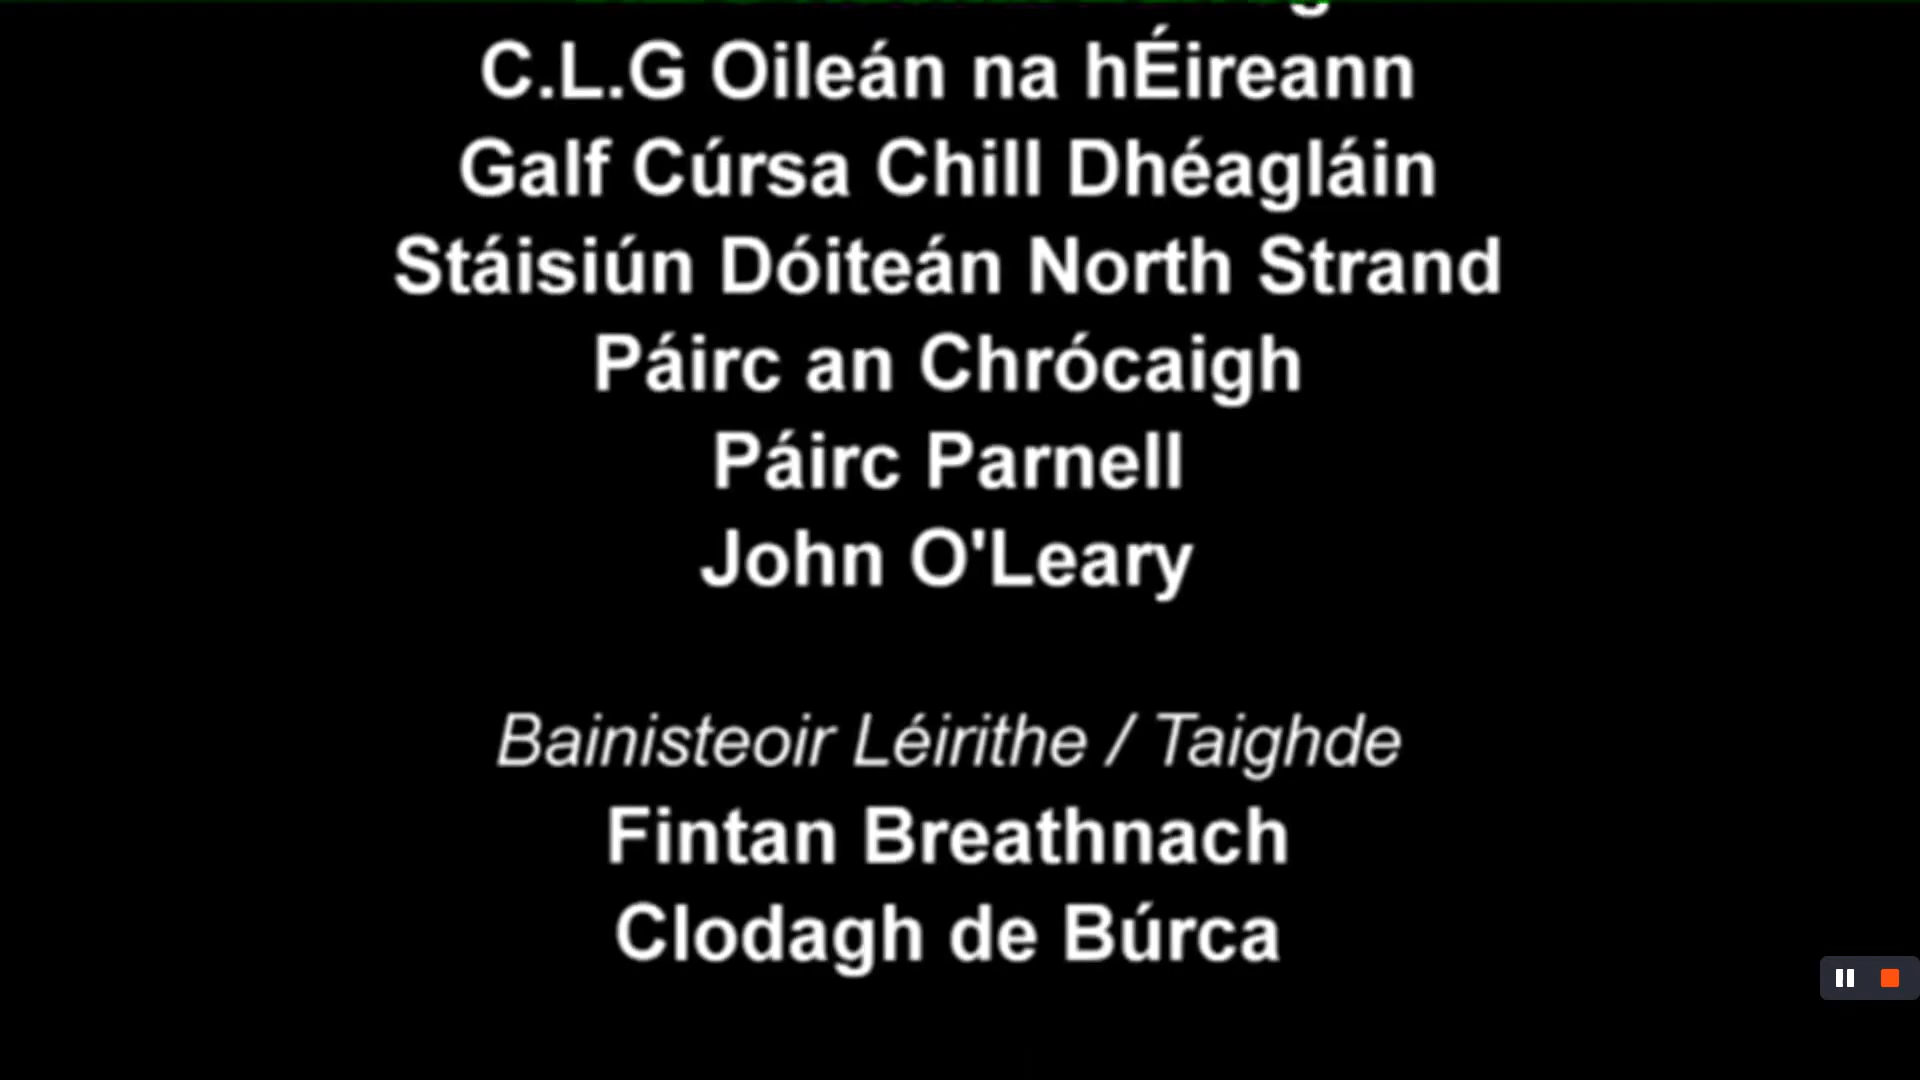 C.L.G Oileán na hÉireann
Galf Cúrsa Chill Dhéagláin
Stáisiún Dóiteán North Strand
Páirc an Chrócaigh
Páirc Parnell
John O'Leary
Bainisteoir Léirithe / Taighde
Fintan Breathnach
Clodagh de Búrca